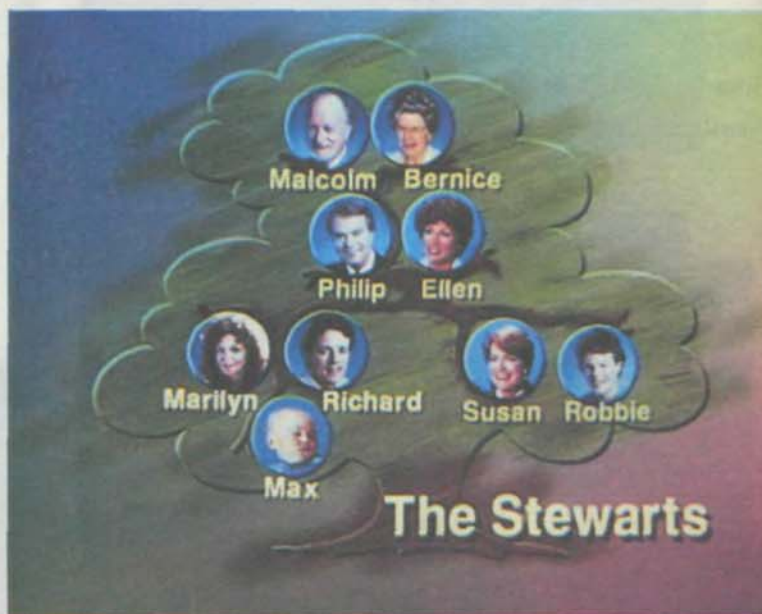 Malcolm Bernice
Philip Ellen
Marilyn Richard Susan Robbie
Max
The Stewarts